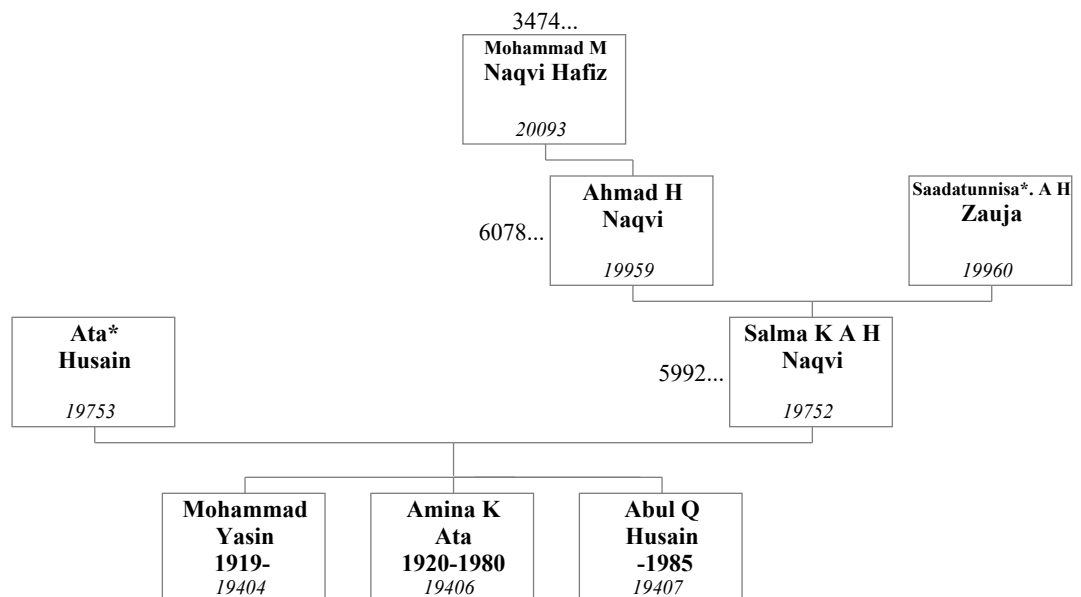 3474...
Mohammad M
Naqvi Hafiz
20093
Ahmad H
Naqvi
19959
6078...
Saadatunnisa*. A H
Zauja
19960
Ata*
Husain
19753
Salma K A H
Naqvi
19752
5992...
Mohammad
Yasin
1919-
19404
Amina K
Ata
1920-1980
19406
Abul Q
Husain
-1985
19407